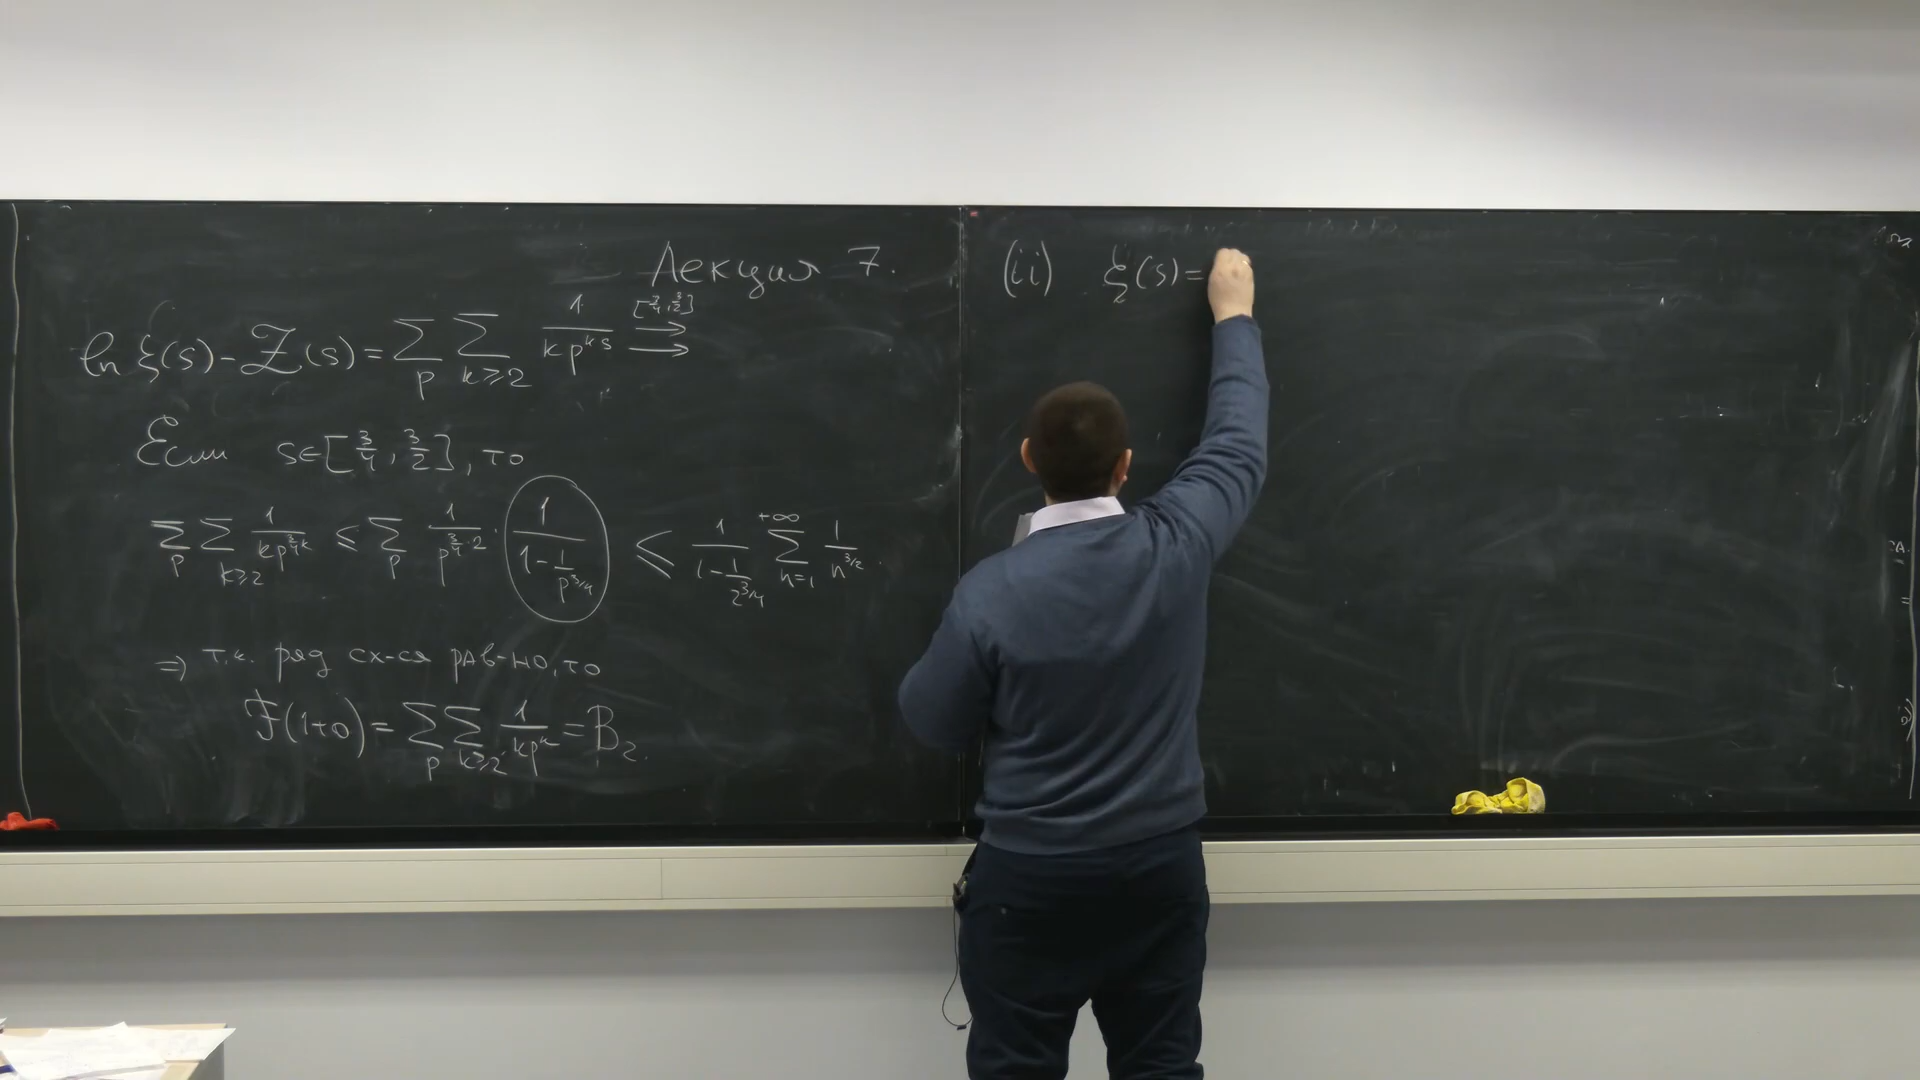 Лекция 7.
ln ξ(s) - Z(s) = ∑_p ∑_{k≥2} 1/(kp^{ks}) ⇉ [3/4, 3/2]
Если s∈[3/4, 3/2], то
∑_p ∑_{k≥2} 1/(kp^{3/4 k}) ≤ ∑_p 1/(p^{3/4·2}) · 1/(1 - 1/p^{3/4}) ≤ 1/(1 - 1/2^{3/4}) ∑_{n=1}^{+∞} 1/n^{3/2}.
⇒ т.к. ряд сх-ся рав-но, то
F(1+0) = ∑_p ∑_{k≥2} 1/(kp^k) = B₂.
(ii) ξ(s) =